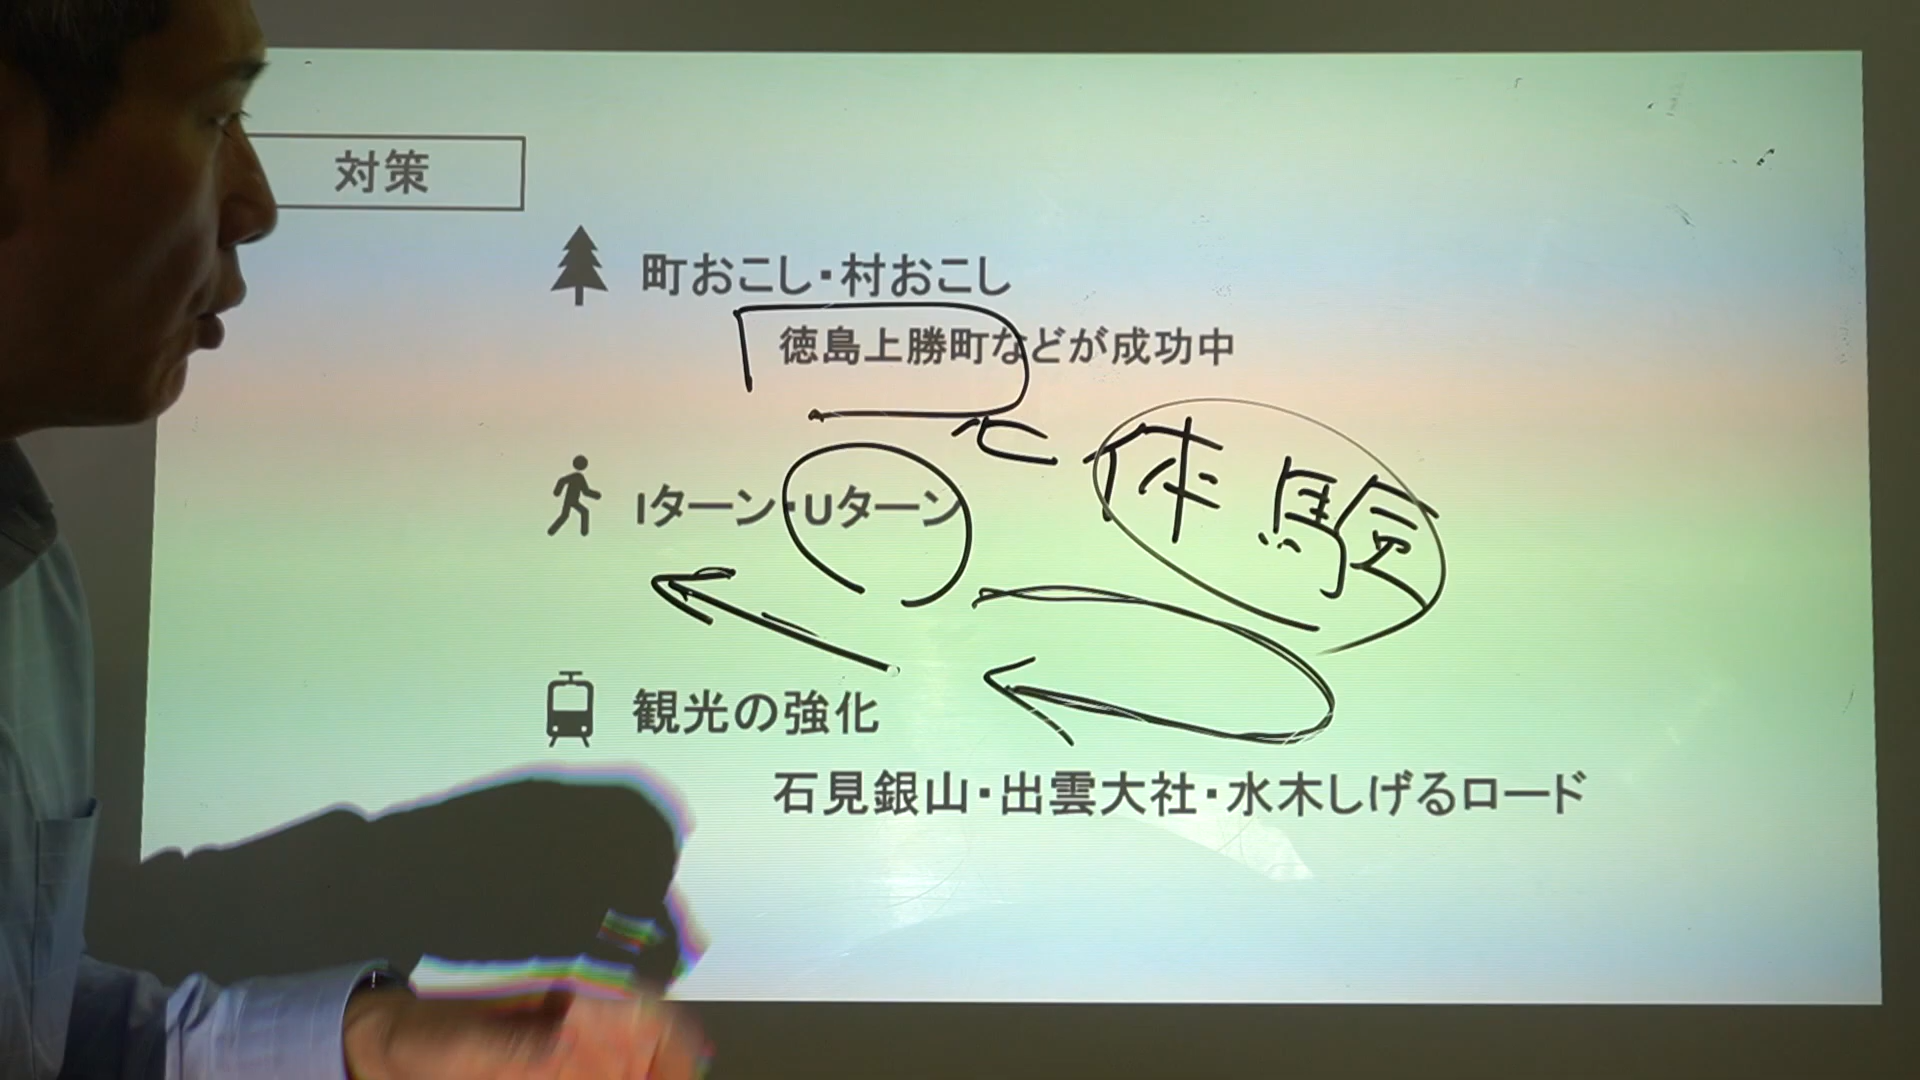 対策
町おこし・村おこし
徳島上勝町などが成功中
体験
Iターン・Uターン
観光の強化
石見銀山・出雲大社・水木しげるロード